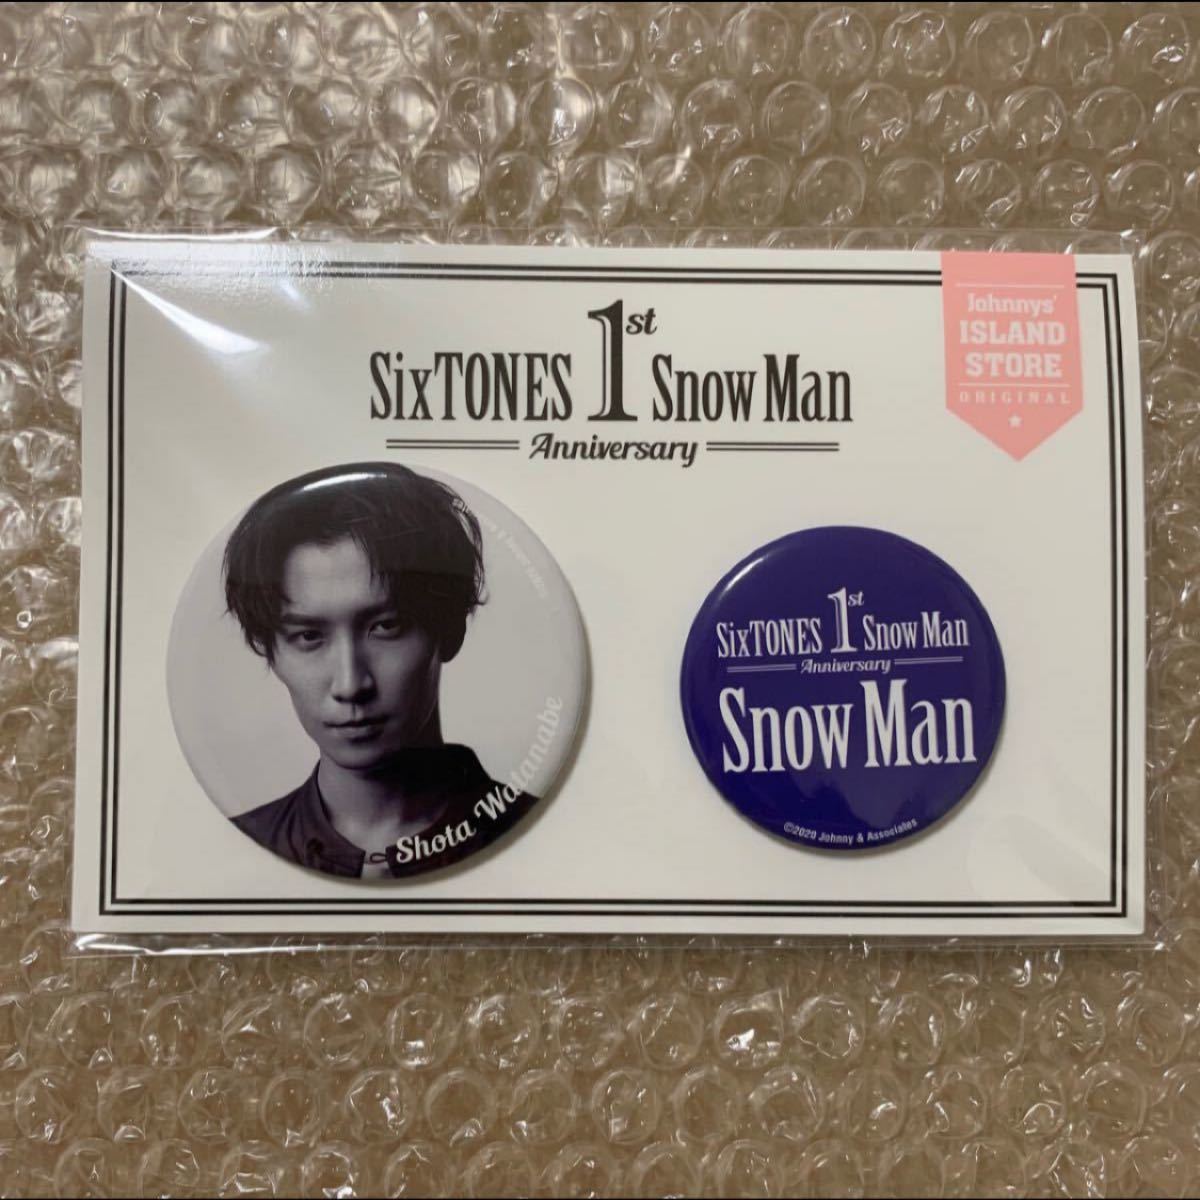 Johnnys'
ISLAND
STORE
ORIGINAL
SixTONES 1st Snow Man
Anniversary
Shota Watanabe
SixTONES 1st Snow Man
Anniversary
Snow Man
©2020 Johnny & Associates